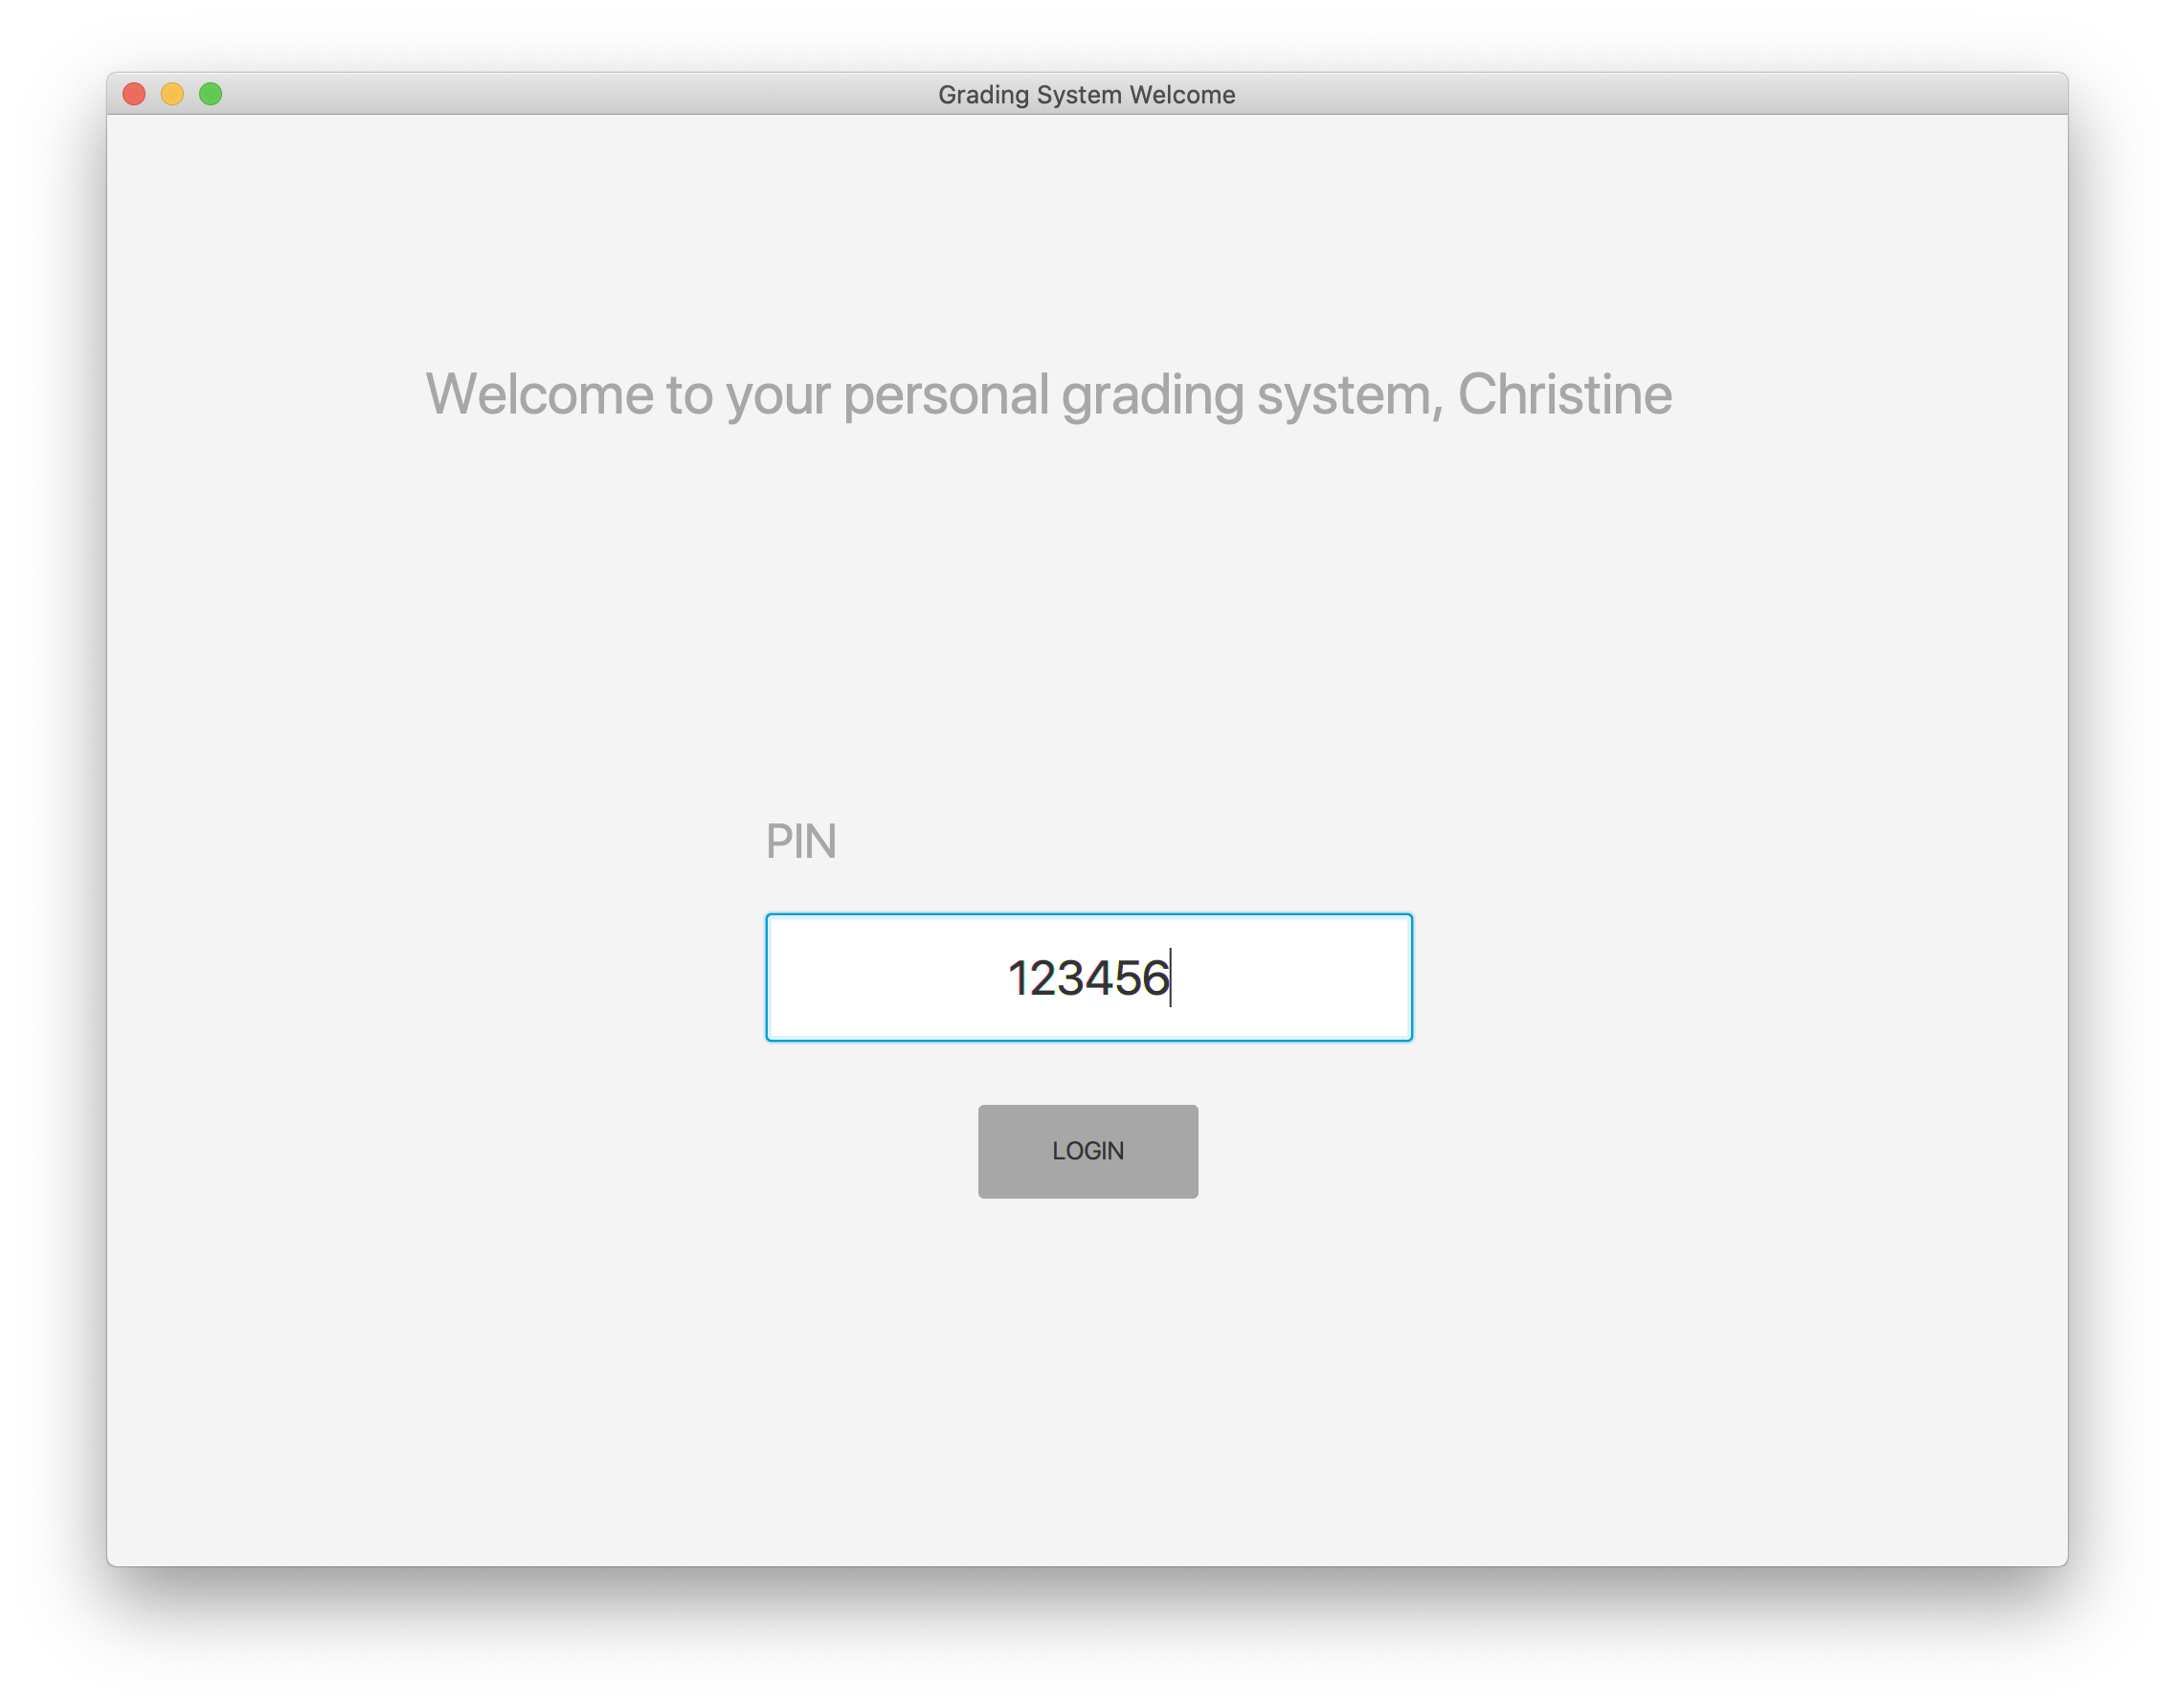 Grading System Welcome
Welcome to your personal grading system, Christine
PIN
123456
LOGIN